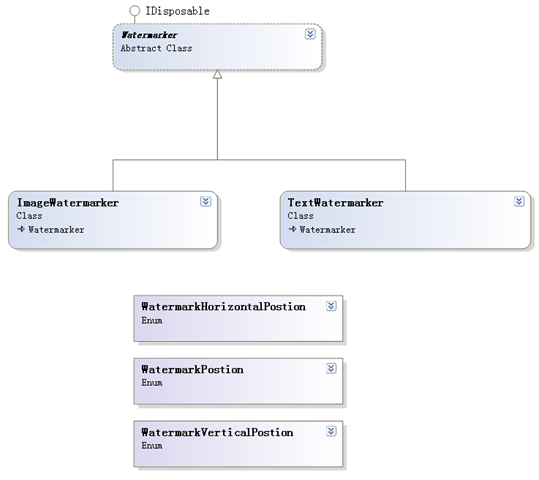 IDisposable
Watermarker
Abstract Class
ImageWatermarker
Class
Watermarker
TextWatermarker
Class
Watermarker
WatermarkHorizontalPostion
Enum
WatermarkPostion
Enum
WatermarkVerticalPostion
Enum